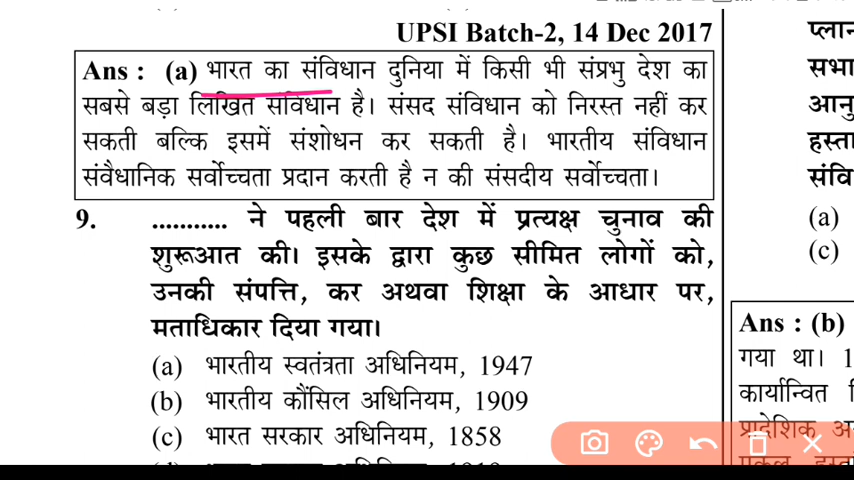 UPSI Batch-2, 14 Dec 2017
Ans : (a) भारत का संविधान दुनिया में किसी भी संप्रभु देश का
सबसे बड़ा लिखित संविधान है। संसद संविधान को निरस्त नहीं कर
सकती बल्कि इसमें संशोधन कर सकती है। भारतीय संविधान
संवैधानिक सर्वोच्चता प्रदान करती है न की संसदीय सर्वोच्चता।
9. ............ ने पहली बार देश में प्रत्यक्ष चुनाव की
शुरूआत की। इसके द्वारा कुछ सीमित लोगों को,
उनकी संपत्ति, कर अथवा शिक्षा के आधार पर,
मताधिकार दिया गया।
(a) भारतीय स्वतंत्रता अधिनियम, 1947
(b) भारतीय कौंसिल अधिनियम, 1909
(c) भारत सरकार अधिनियम, 1858
सभा
हस्ता
संवि
(a)
(c)
Ans : (b)
गया था। 1
कार्यान्वित